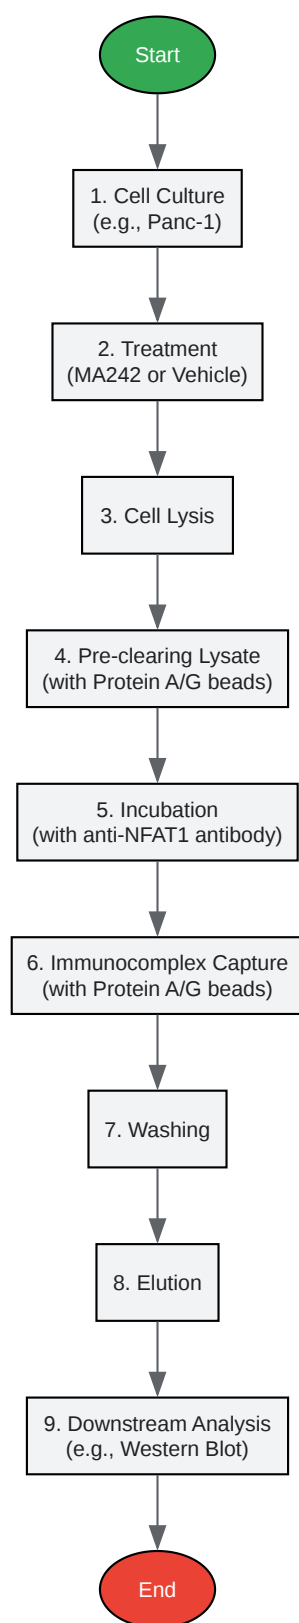 Start
1. Cell Culture
(e.g., Panc-1)
2. Treatment
(MA242 or Vehicle)
3. Cell Lysis
4. Pre-clearing Lysate
(with Protein A/G beads)
5. Incubation
(with anti-NFAT1 antibody)
6. Immunocomplex Capture
(with Protein A/G beads)
7. Washing
8. Elution
9. Downstream Analysis
(e.g., Western Blot)
End